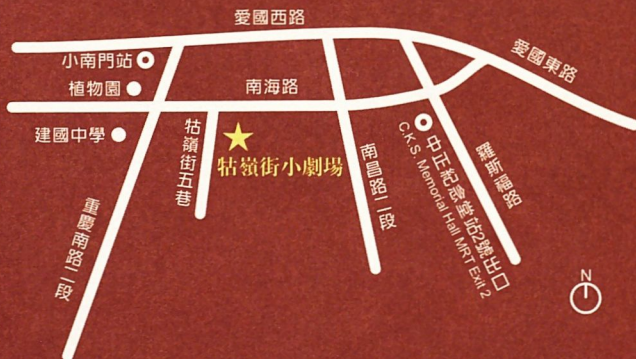 愛國西路
小南門站
愛國東路
植物園
南海路
建國中學
牯嶺街五巷
牯嶺街小劇場
南昌路二段
羅斯福路
中正紀念堂站2號出口
C.K.S. Memorial Hall MRT Exit 2
重慶南路二段
N